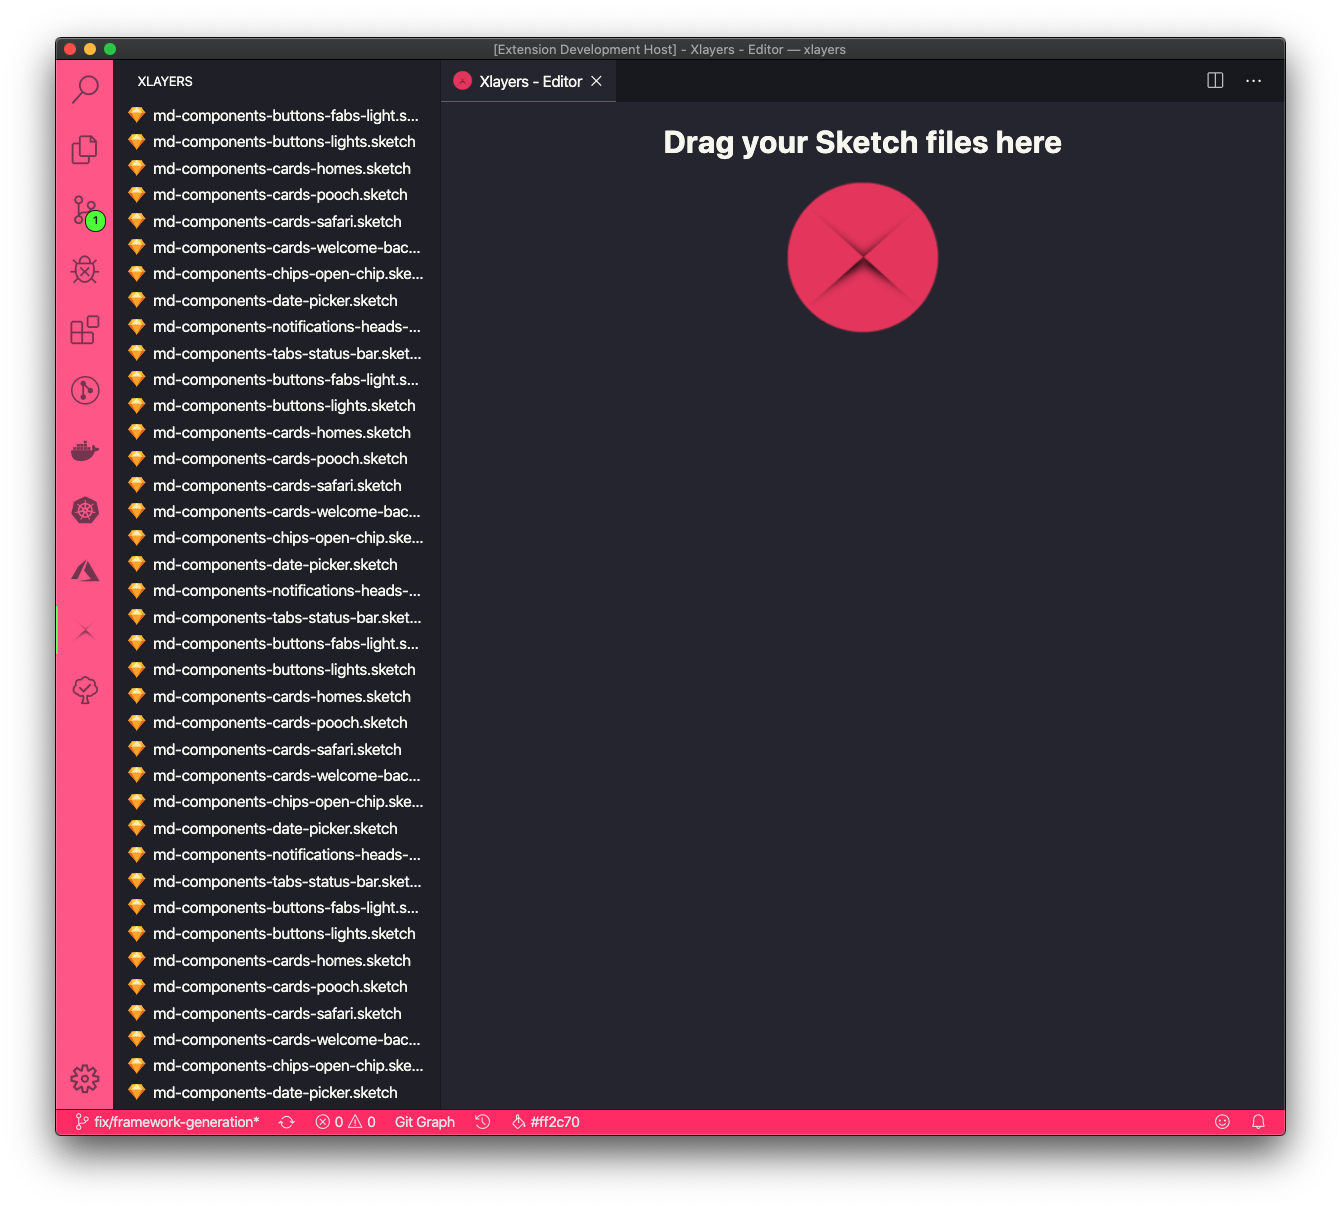 [Extension Development Host] - Xlayers - Editor — xlayers
XLAYERS
Xlayers - Editor
Drag your Sketch files here
md-components-buttons-fabs-light.s...
md-components-buttons-lights.sketch
md-components-cards-homes.sketch
md-components-cards-pooch.sketch
md-components-cards-safari.sketch
md-components-cards-welcome-bac...
md-components-chips-open-chip.ske...
md-components-date-picker.sketch
md-components-notifications-heads-...
md-components-tabs-status-bar.sket...
md-components-buttons-fabs-light.s...
md-components-buttons-lights.sketch
md-components-cards-homes.sketch
md-components-cards-pooch.sketch
md-components-cards-safari.sketch
md-components-cards-welcome-bac...
md-components-chips-open-chip.ske...
md-components-date-picker.sketch
md-components-notifications-heads-...
md-components-tabs-status-bar.sket...
md-components-buttons-fabs-light.s...
md-components-buttons-lights.sketch
md-components-cards-homes.sketch
md-components-cards-pooch.sketch
md-components-cards-safari.sketch
md-components-cards-welcome-bac...
md-components-chips-open-chip.ske...
md-components-date-picker.sketch
md-components-notifications-heads-...
md-components-tabs-status-bar.sket...
md-components-buttons-fabs-light.s...
md-components-buttons-lights.sketch
md-components-cards-homes.sketch
md-components-cards-pooch.sketch
md-components-cards-safari.sketch
md-components-cards-welcome-bac...
md-components-chips-open-chip.ske...
md-components-date-picker.sketch
1
fix/framework-generation* 0 0 Git Graph #ff2c70